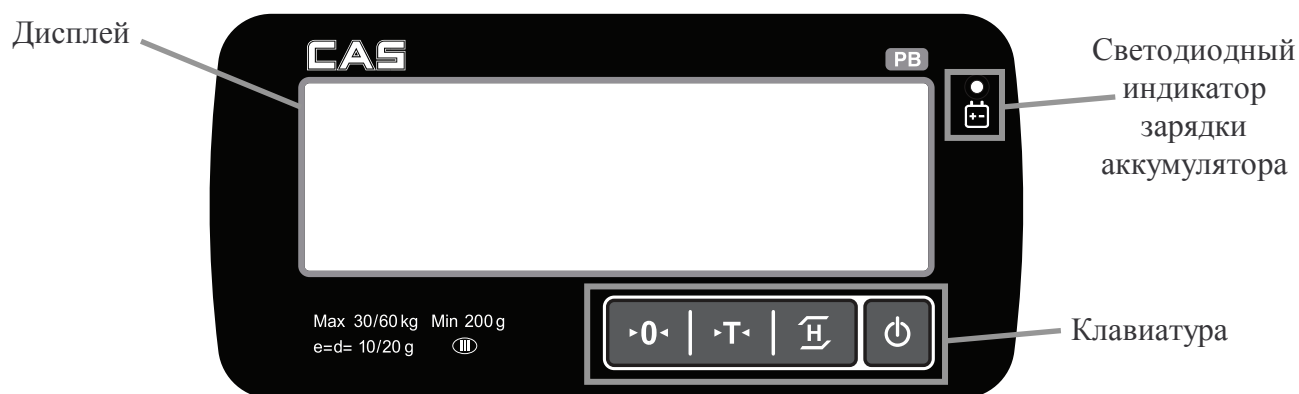 Дисплей
CAS
PB
Светодиодный
индикатор
зарядки
аккумулятора
Max 30/60 kg Min 200 g
e=d= 10/20 g III
▸0◂ ▸T◂ H
Клавиатура